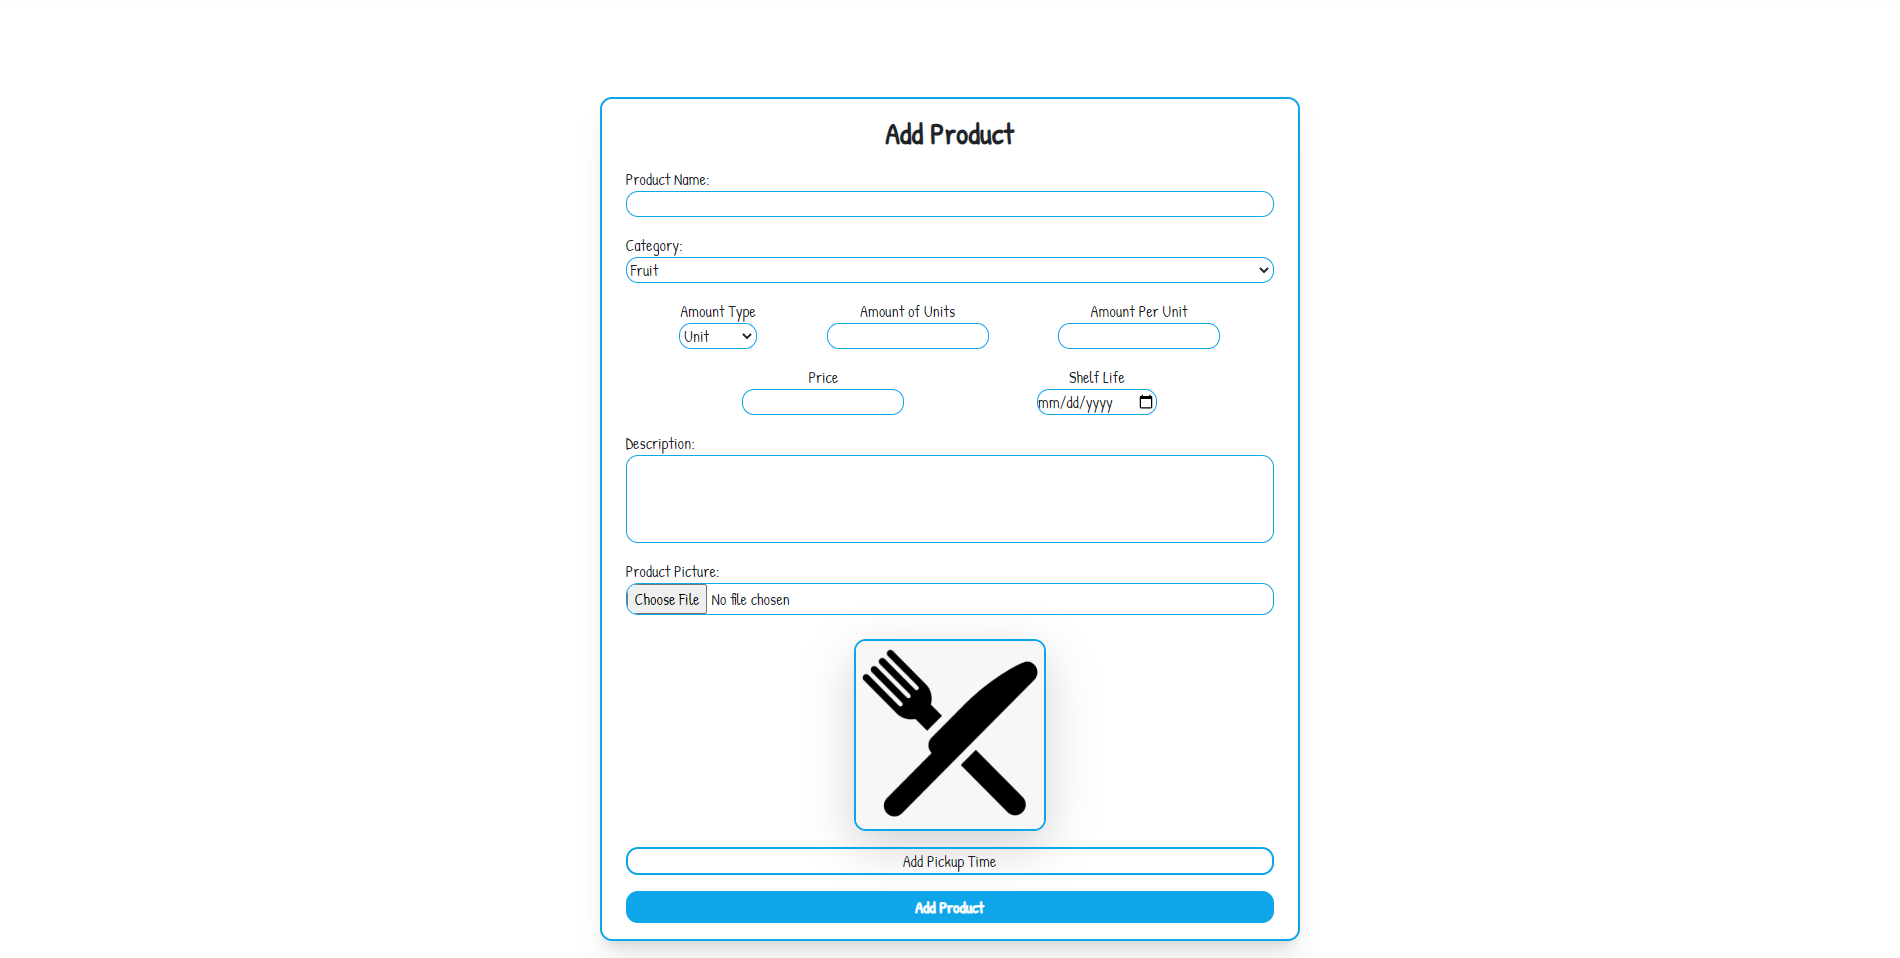 Add Product
Product Name:
Category:
Fruit
Amount Type Amount of Units Amount Per Unit
Unit
Price Shelf Life
mm/dd/yyyy
Description:
Product Picture:
Choose File No file chosen
Add Pickup Time
Add Product